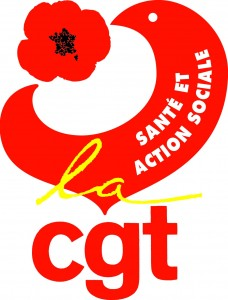 SANTÉ ET
ACTION SOCIALE
la
cgt